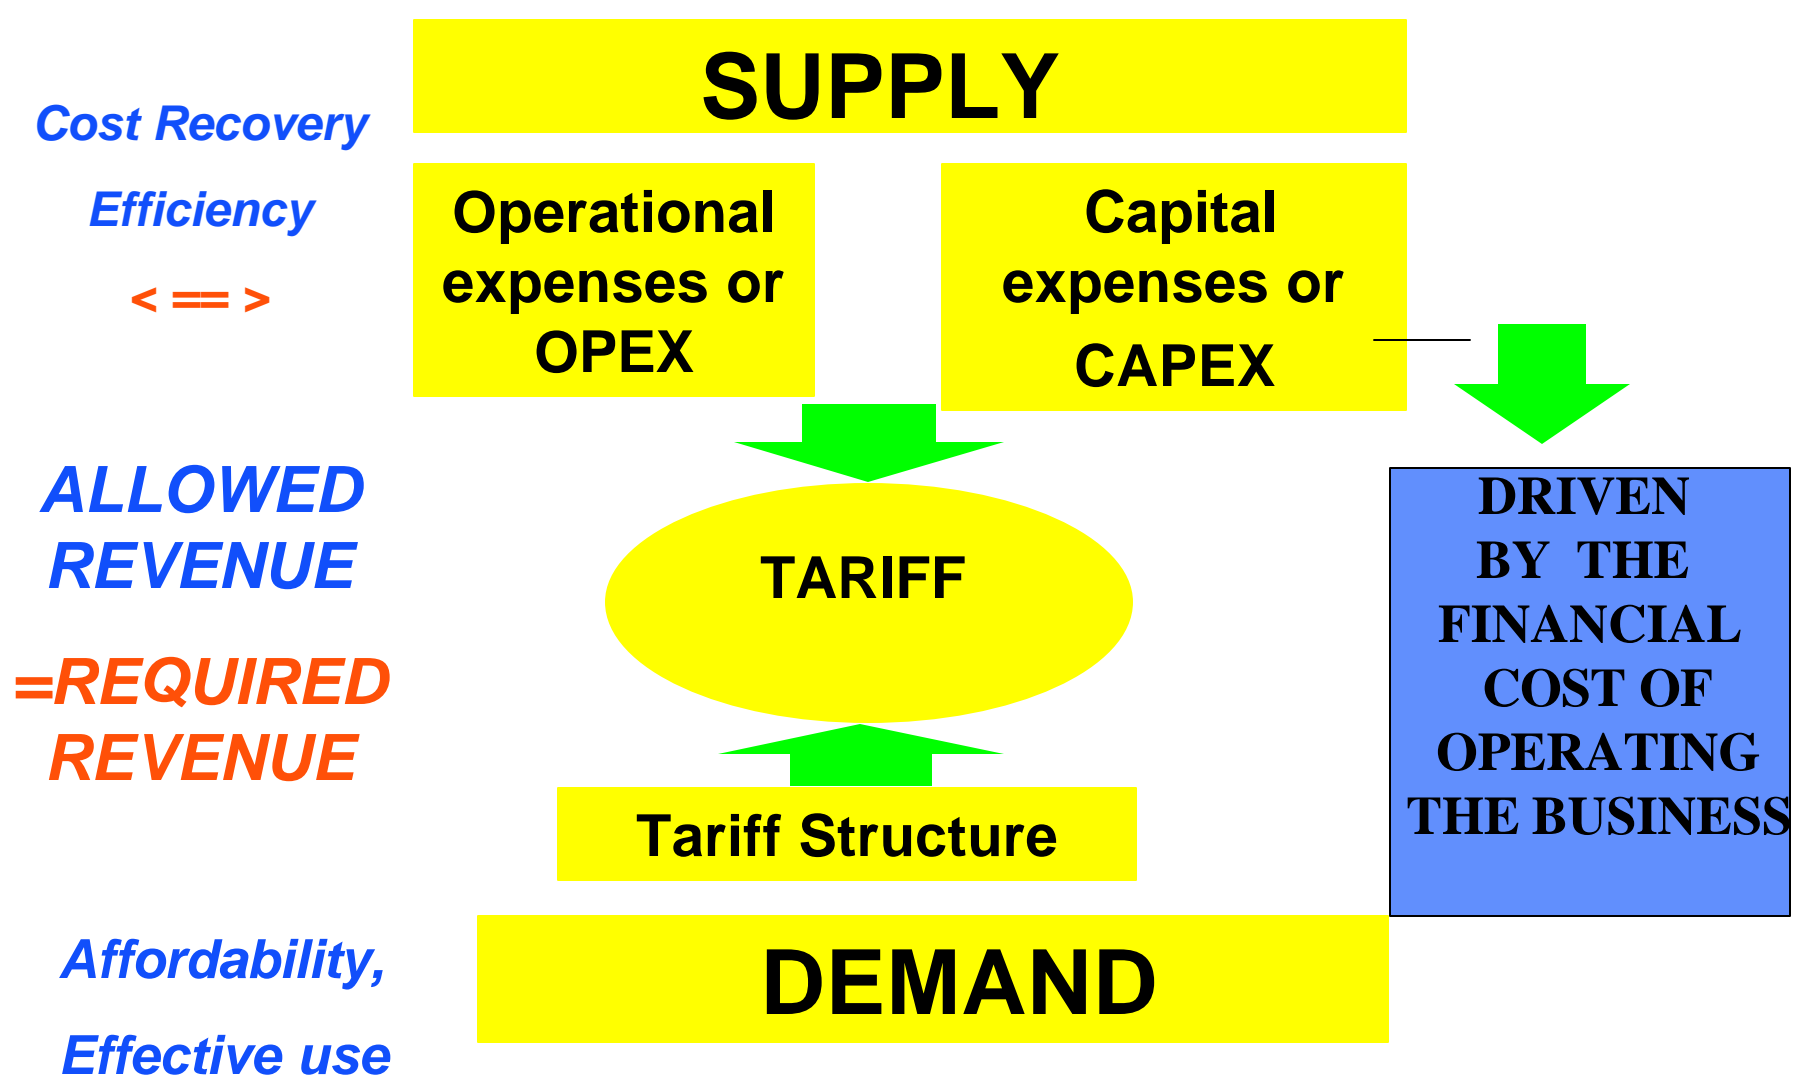 SUPPLY
Cost Recovery
Efficiency
< == >
Operational
expenses or
OPEX
Capital
expenses or
CAPEX
ALLOWED
REVENUE
=REQUIRED
REVENUE
TARIFF
DRIVEN
BY THE
FINANCIAL
COST OF
OPERATING
THE BUSINESS
Tariff Structure
DEMAND
Affordability,
Effective use